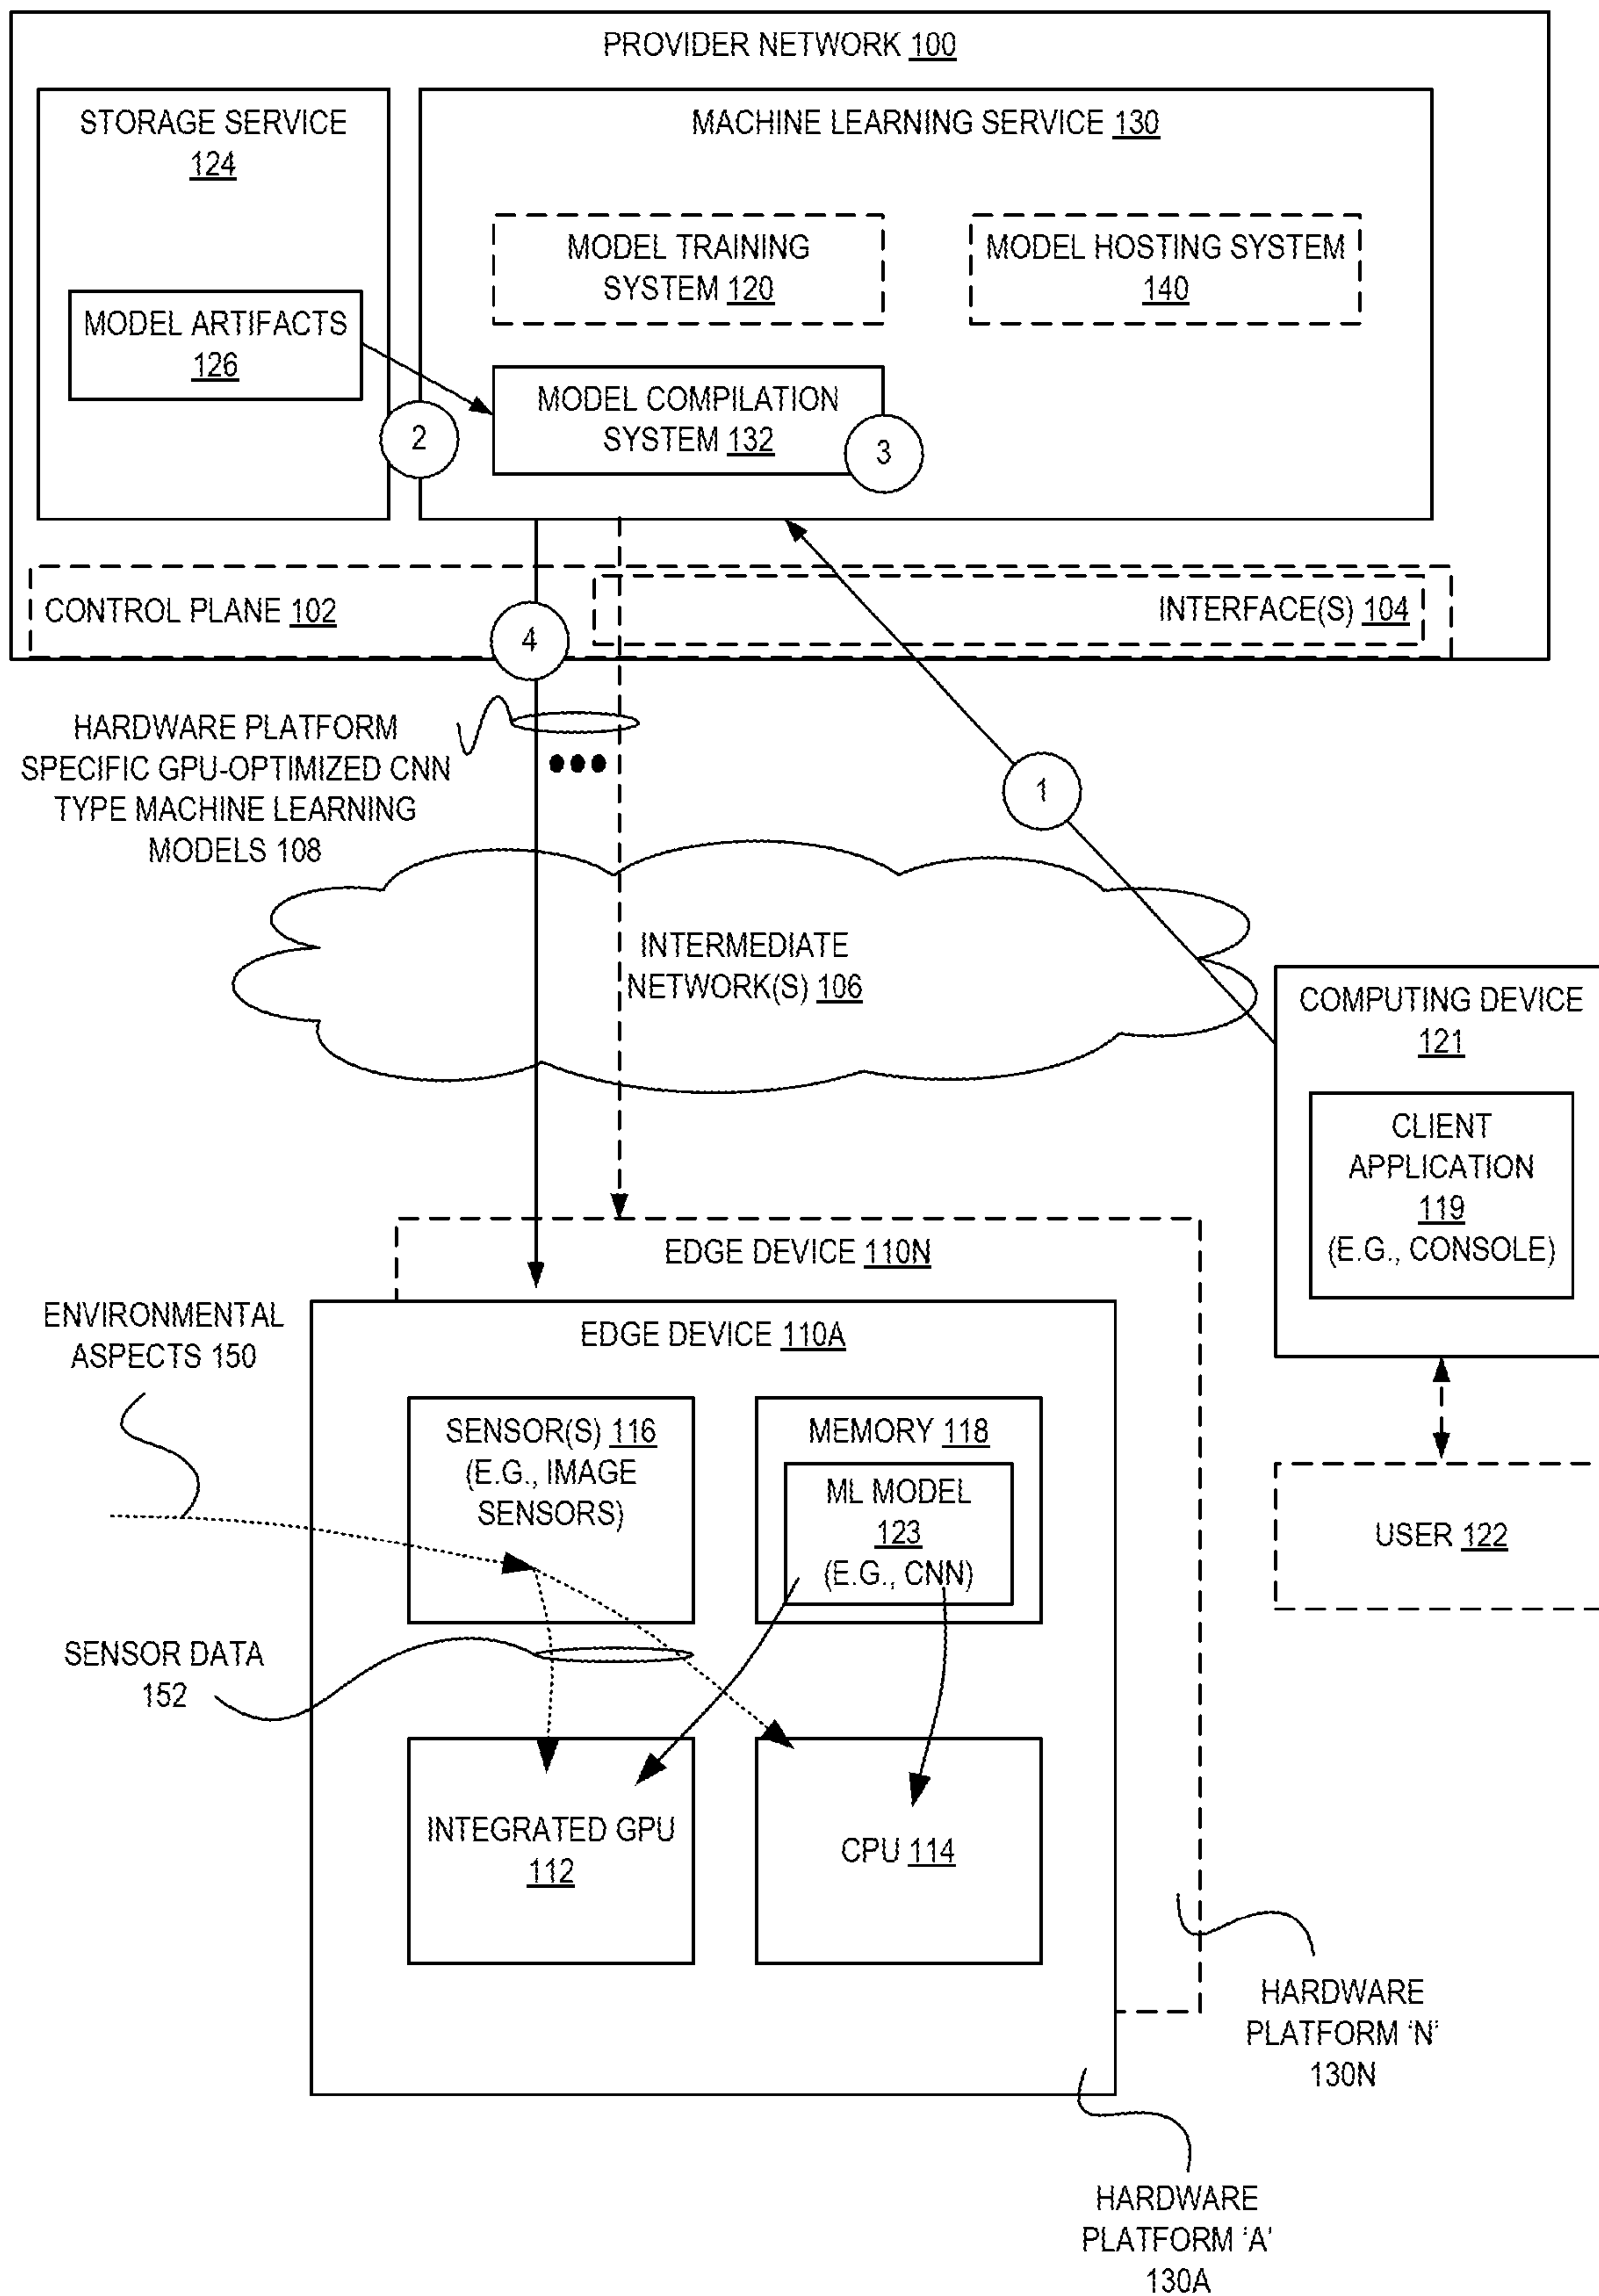 PROVIDER NETWORK 100
STORAGE SERVICE
124
MACHINE LEARNING SERVICE 130
MODEL TRAINING
SYSTEM 120
MODEL HOSTING SYSTEM
140
MODEL ARTIFACTS
126
MODEL COMPILATION
SYSTEM 132
2
3
CONTROL PLANE 102
4
INTERFACE(S) 104
HARDWARE PLATFORM
SPECIFIC GPU-OPTIMIZED CNN
TYPE MACHINE LEARNING
MODELS 108
1
INTERMEDIATE
NETWORK(S) 106
COMPUTING DEVICE
121
CLIENT
APPLICATION
119
(E.G., CONSOLE)
EDGE DEVICE 110N
ENVIRONMENTAL
ASPECTS 150
EDGE DEVICE 110A
SENSOR(S) 116
(E.G., IMAGE
SENSORS)
MEMORY 118
ML MODEL
123
(E.G., CNN)
USER 122
SENSOR DATA
152
INTEGRATED GPU
112
CPU 114
HARDWARE
PLATFORM 'N'
130N
HARDWARE
PLATFORM 'A'
130A